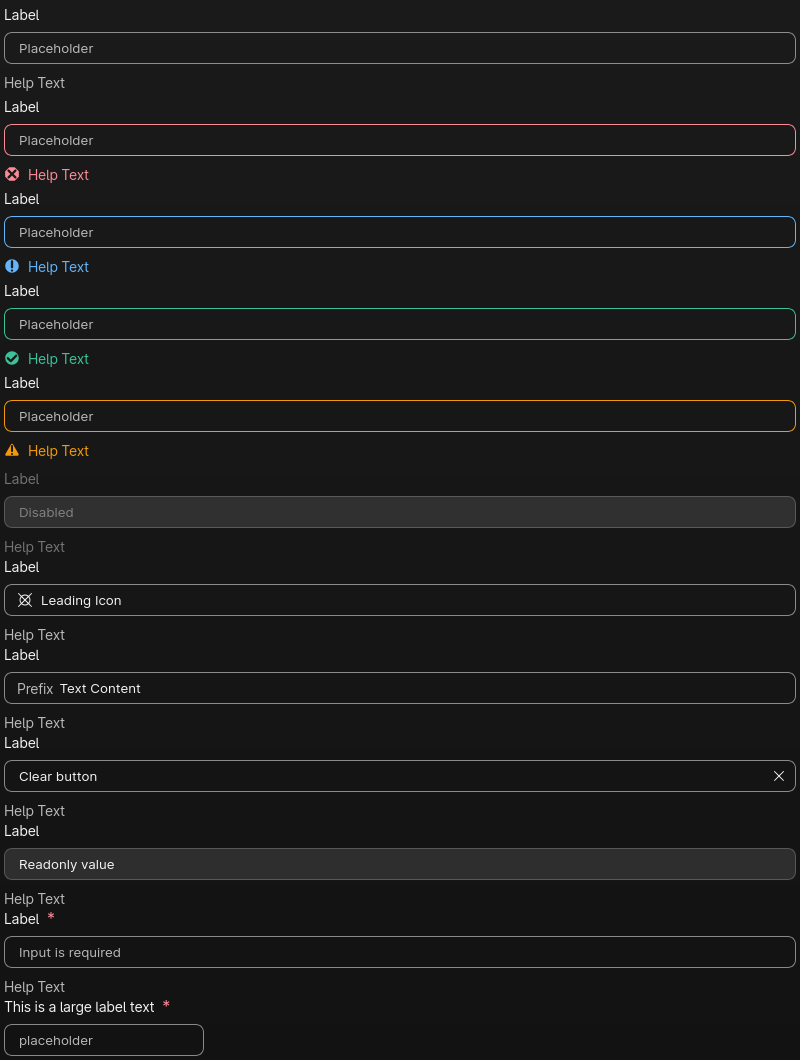 Label
Placeholder
Help Text
Label
Placeholder
Help Text
Label
Placeholder
Help Text
Label
Placeholder
Help Text
Label
Placeholder
Help Text
Label
Disabled
Help Text
Label
Leading Icon
Help Text
Label
Prefix Text Content
Help Text
Label
Clear button
Help Text
Label
Readonly value
Help Text
Label *
Input is required
Help Text
This is a large label text *
placeholder